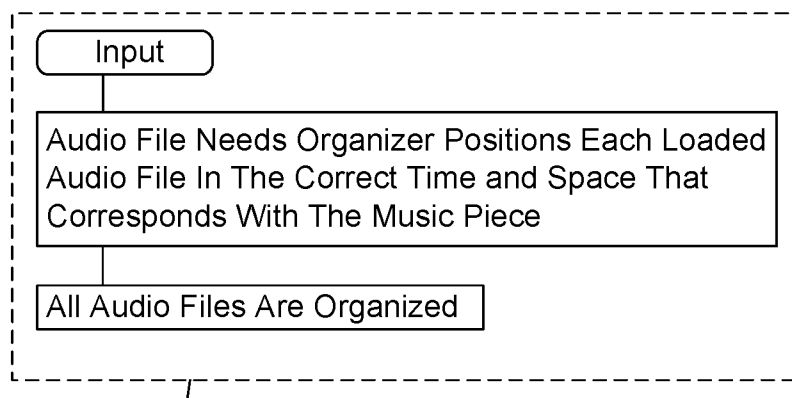 Input
Audio File Needs Organizer Positions Each Loaded
Audio File In The Correct Time and Space That
Corresponds With The Music Piece
All Audio Files Are Organized